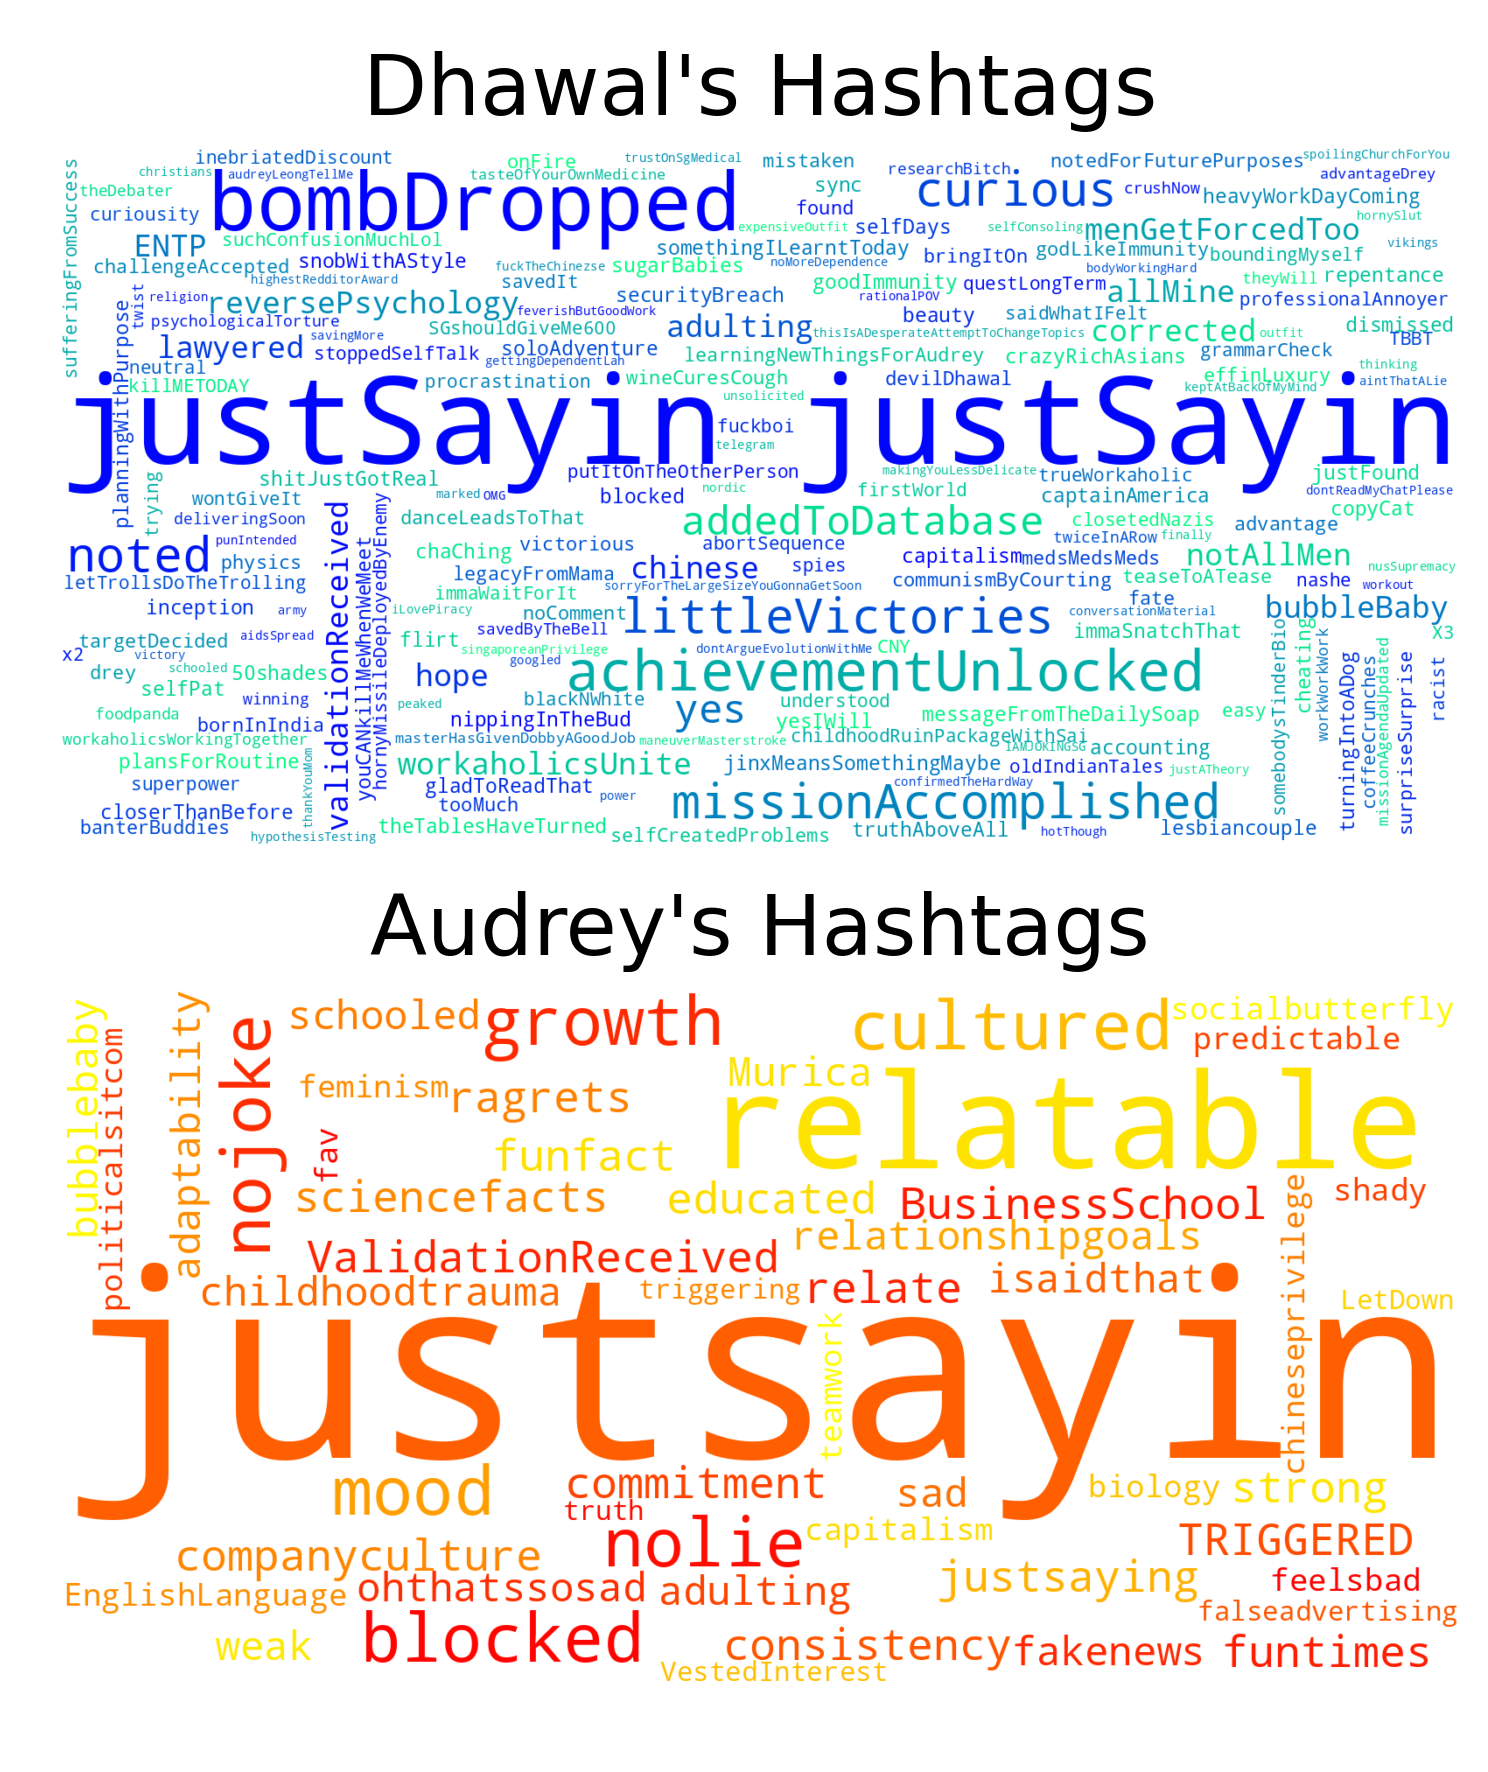 Dhawal's Hashtags
inebriatedDiscount
onFire
trustOnSgMedical
mistaken
researchBitch
notedForFuturePurposes
spoilingChurchForYou
christians
audreyLeongTellMe
tasteOfYourOwnMedicine
advantageDrey
theDebater
bombDropped
sync
curious
crushNow
heavyWorkDayComing
curiousity
found
hornySlut
expensiveOutfit
selfDays
selfConsoling
menGetForcedToo
ENTP
suchConfusionMuchLol
somethingILearntToday
godLikeImmunity
vikings
challengeAccepted
snobWithAStyle
fuckTheChinezse
sugarBabies
noMoreDependence
bringItOn
boundingMyself
bodyWorkingHard
sufferingFromSuccess
highestRedditorAward
savedIt
goodImmunity
questLongTerm
theyWill
repentance
twist
religion
reversePsychology
feverishButGoodWork
securityBreach
rationalPOV
allMine
professionalAnnoyer
psychologicalTorture
SGshouldGiveMe600
adulting
beauty
saidWhatIFelt
dismissed
savingMore
thisIsADesperateAttemptToChangeTopics
corrected
outfit
TBBT
lawyered
stoppedSelfTalk
soloAdventure
learningNewThingsForAudrey
crazyRichAsians
grammarCheck
neutral
gettingDependentLah
thinking
killMETODAY
procrastination
wineCuresCough
devilDhawal
effinLuxury
aintThatALie
keptAtBackOfMyMind
planningWithPurpose
justSayin
unsolicited
justSayin
fuckboi
telegram
shitJustGotReal
putItOnTheOtherPerson
makingYouLessDelicate
trueWorkaholic
justFound
trying
wontGiveIt
marked
OMG
blocked
nordic
firstWorld
captainAmerica
dontReadMyChatPlease
deliveringSoon
danceLeadsToThat
addedToDatabase
closetedNazis
advantage
copyCat
noted
punIntended
victorious
abortSequence
twiceInARow
finally
physics
chaChing
chinese
spies
capitalism
medsMedsMeds
notAllMen
nusSupremacy
letTrollsDoTheTrolling
legacyFromMama
sorryForTheLargeSizeYouGonnaGetSoon
communismByCourting
teaseToATease
nashe
workout
validationReceived
youCANkillMeWhenWeMeet
hornyMissileDeployedByEnemy
immaWaitForIt
inception
army
iLovePiracy
noComment
littleVictories
fate
conversationMaterial
bubbleBaby
targetDecided
aidsSpread
flirt
savedByTheBell
immaSnatchThat
X3
x2
victory
singaporeanPrivilege
dontArgueEvolutionWithMe
CNY
drey
schooled
50shades
hope
googled
achievementUnlocked
selfPat
winning
peaked
blackNWhite
yes
understood
foodpanda
bornInIndia
nippingInTheBud
yesIWill
messageFromTheDailySoap
easy
workaholicsWorkingTogether
masterHasGivenDobbyAGoodJob
maneuverMasterstroke
childhoodRuinPackageWithSai
IAMJOKINGSG
accounting
somebodysTinderBio
cheating
workWorkWork
turningIntoADog
coffeeCrunches
missionAgendaUpdated
surpriseSurprise
racist
plansForRoutine
workaholicsUnite
jinxMeansSomethingMaybe
oldIndianTales
justATheory
superpower
thankYouMom
gladToReadThat
power
confirmedTheHardWay
closerThanBefore
tooMuch
missionAccomplished
banterBuddies
hypothesisTesting
theTablesHaveTurned
selfCreatedProblems
truthAboveAll
hotThough
lesbiancouple
Audrey's Hashtags
bubblebaby
politicalsitcom
adaptability
nojoke
schooled
growth
cultured
socialbutterfly
predictable
feminism
ragrets
Murica
relatable
fav
funfact
sciencefacts
educated
BusinessSchool
shady
chineseprivilege
relationshipgoals
ValidationReceived
childhoodtrauma
triggering
relate
isaidthat
LetDown
justsayin
teamwork
mood
commitment
truth
sad
biology
strong
nolie
capitalism
TRIGGERED
companyculture
EnglishLanguage
ohthatssosad
adulting
justsaying
feelsbad
falseadvertising
weak
blocked
consistency
fakenews
funtimes
VestedInterest